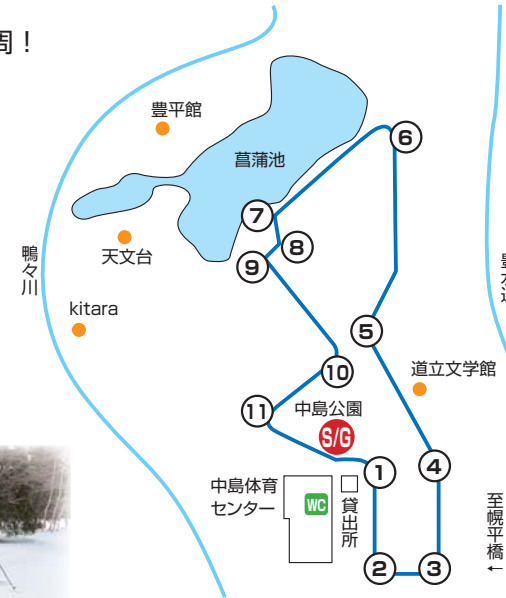 周！
豊平館
菖蒲池
⑥
⑦
⑧
⑨
天文台
鴨々川
kitara
⑤
⑩
道立文学館
⑪
中島公園
S/G
①
④
中島体育
センター
WC
貸出所
至幌平橋←
②
③